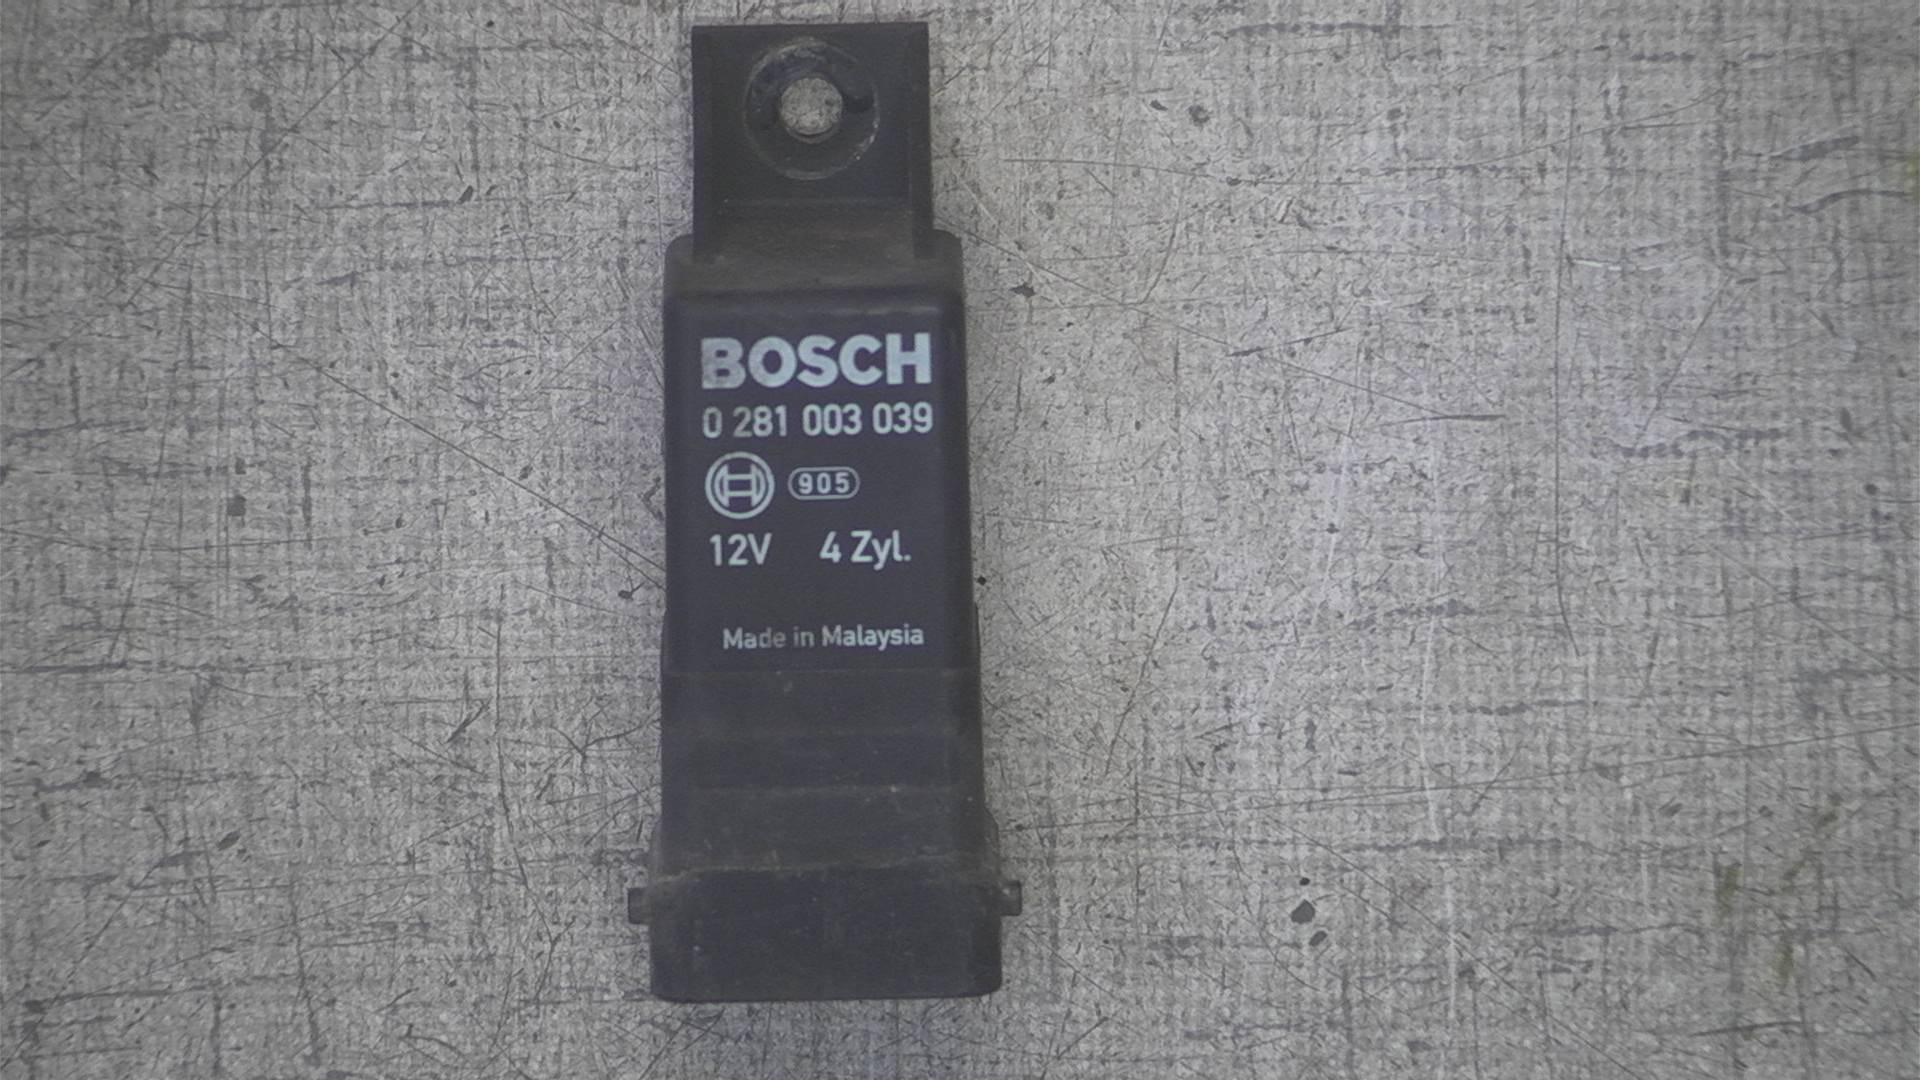 BOSCH
0 281 003 039
905
12V 4 Zyl.
Made in Malaysia